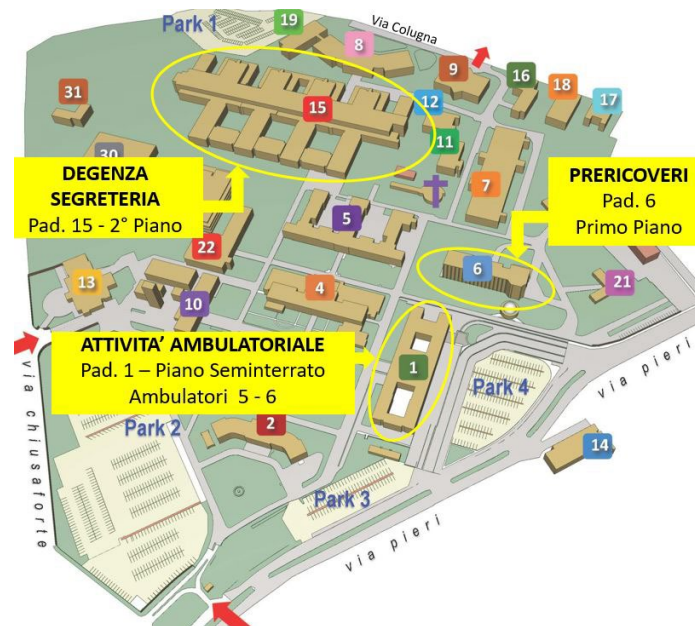 19
Park 1
Via Colugna
8
9
16
18
17
31
15
12
30
11
DEGENZA
SEGRETERIA
Pad. 15 - 2° Piano
7
PRERICOVERI
Pad. 6
Primo Piano
5
22
6
13
4
21
10
ATTIVITA’ AMBULATORIALE
Pad. 1 – Piano Seminterrato
Ambulatori 5 - 6
1
Park 4
via pieri
via chiusaforte
Park 2
2
14
Park 3
via pieri